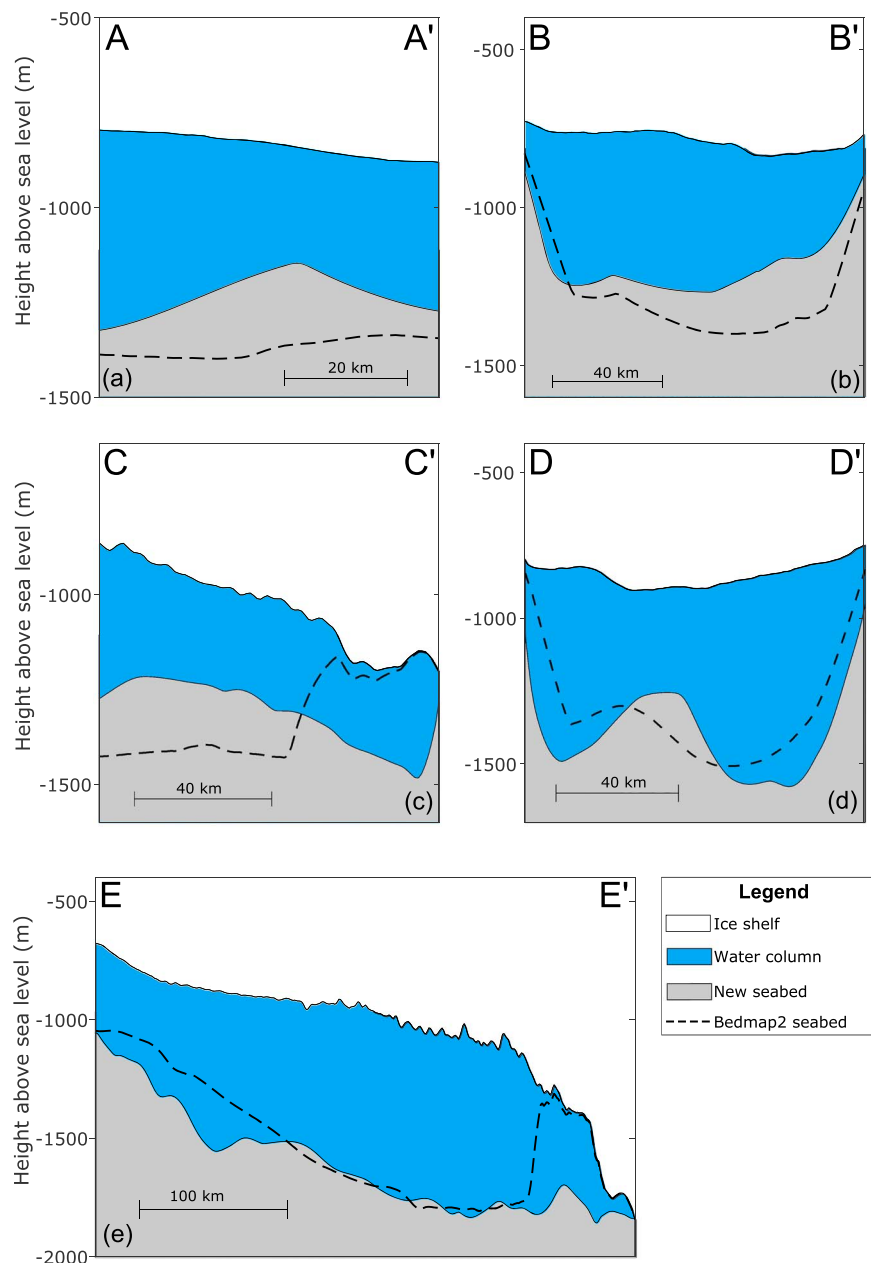 A A'
-500
-1000
-1500
Height above sea level (m)
20 km
(a)
B B'
-500
-1000
-1500
40 km
(b)
C C'
-1000
-1500
Height above sea level (m)
40 km
(c)
D D'
-500
-1000
-1500
40 km
(d)
E E'
-500
-1000
-1500
-2000
Height above sea level (m)
100 km
(e)
Legend
Ice shelf
Water column
New seabed
Bedmap2 seabed